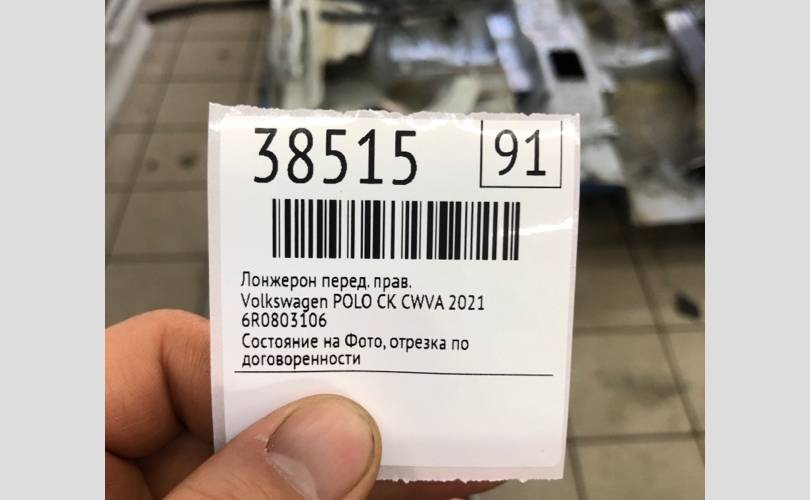 38515 91
Лонжерон перед. прав.
Volkswagen POLO CK CWVA 2021
6R0803106
Состояние на Фото, отрезка по
договоренности